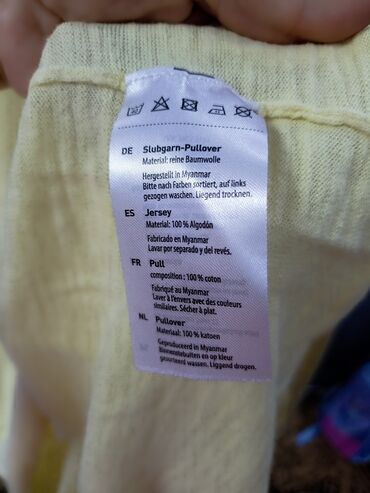 DE Slubgarn-Pullover
Material: reine Baumwolle
Hergestellt in Myanmar
Bitte nach Farben sortiert, auf links
gezogen waschen. Liegend trocknen.
ES Jersey
Material: 100 % Algodón
Fabricado en Myanmar
Lavar por separado y del revés.
FR Pull
composition : 100 % coton
Fabriqué au Myanmar
Laver à l'envers avec des couleurs
similaires. Sécher à plat.
NL Pullover
Materiaal: 100 % katoen
Geproduceerd in Myanmar
Binnenstebuiten en op kleur
gesorteerd wassen. Liggend drogen.